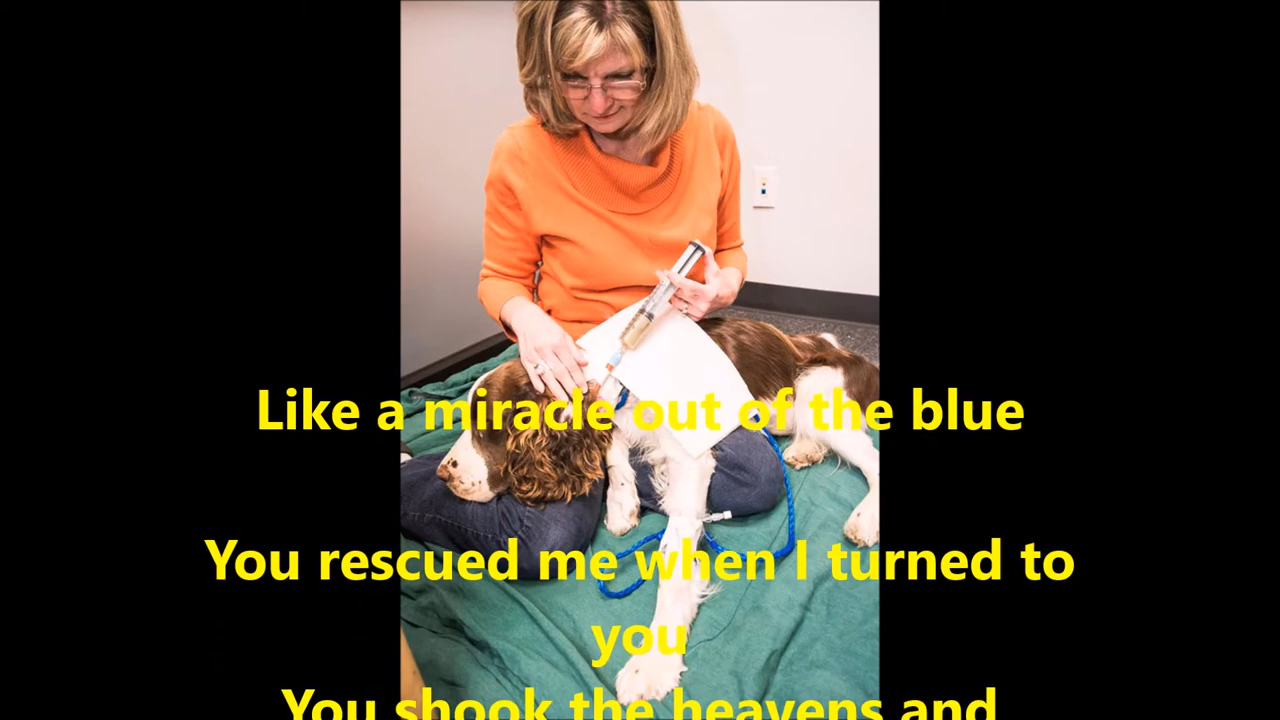 Like a miracle out of the blue
You rescued me when I turned to
you
You shook the heavens and